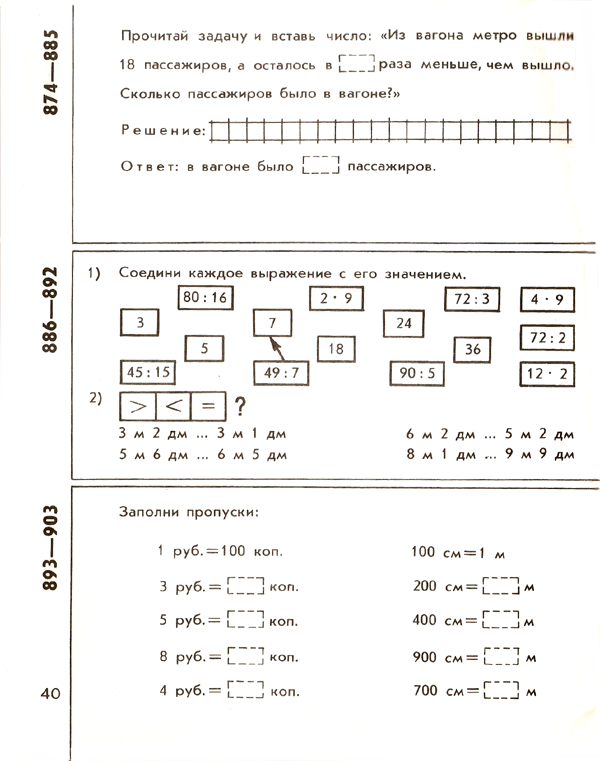 874—885
Прочитай задачу и вставь число: «Из вагона метро вышли
18 пассажиров, а осталось в раза меньше, чем вышло.
Сколько пассажиров было в вагоне?»
Решение:
Ответ: в вагоне было пассажиров.
886—892
1) Соедини каждое выражение с его значением.
80 : 16 2 · 9 72 : 3 4 · 9
3 7 24
72 : 2
5 18 36
45 : 15 49 : 7 90 : 5 12 · 2
2) > < = ?
3 м 2 дм ... 3 м 1 дм 6 м 2 дм ... 5 м 2 дм
5 м 6 дм ... 6 м 5 дм 8 м 1 дм ... 9 м 9 дм
893—903
Заполни пропуски:
1 руб. = 100 коп. 100 см = 1 м
3 руб. = коп. 200 см = м
5 руб. = коп. 400 см = м
8 руб. = коп. 900 см = м
4 руб. = коп. 700 см = м
40